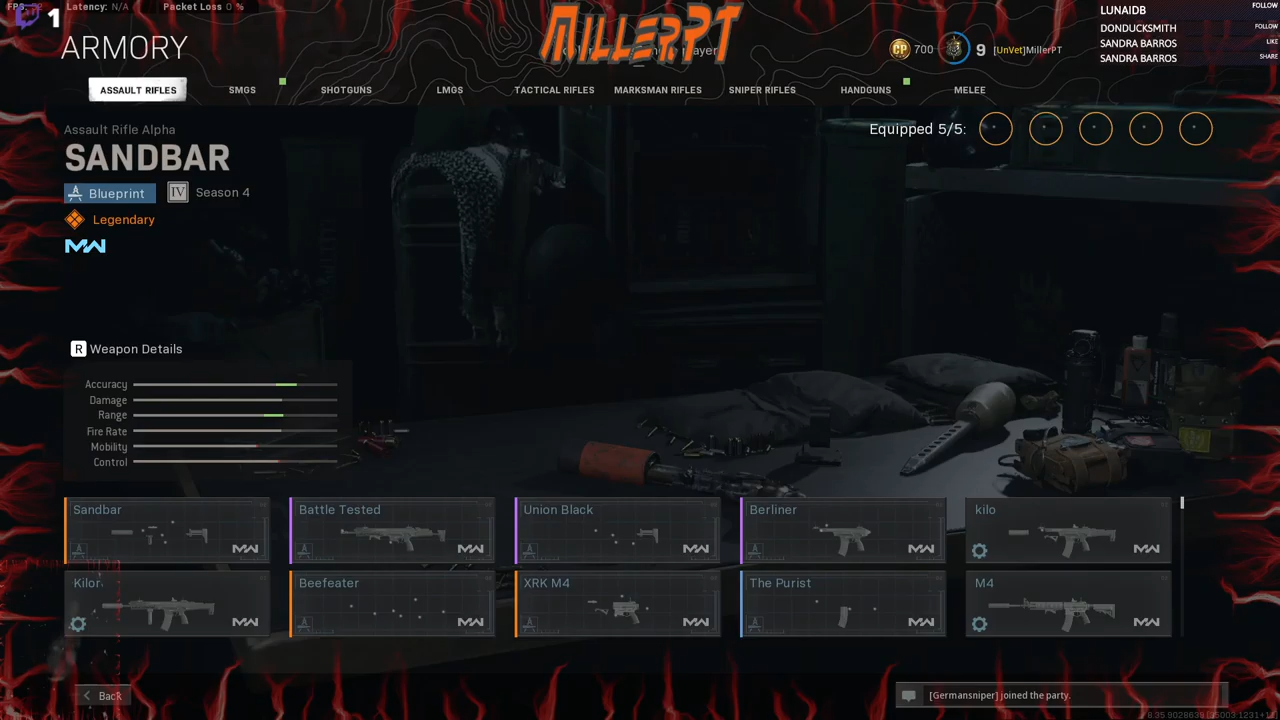 FPS: Latency: N/A Packet Loss 0 %
1
MILLERPT
LUNAIDB FOLLOW
DONDUCKSMITH FOLLOW
SANDRA BARROS LIKE
SANDRA BARROS SHARE
ARMORY
CP 700 9 [UnVet]MillerPT
ASSAULT RIFLES SMGS SHOTGUNS LMGS TACTICAL RIFLES MARKSMAN RIFLES SNIPER RIFLES HANDGUNS MELEE
Assault Rifle Alpha
Equipped 5/5:
SANDBAR
Blueprint IV Season 4
Legendary
MW
R Weapon Details
Accuracy
Damage
Range
Fire Rate
Mobility
Control
Sandbar Battle Tested Union Black Berliner kilo
MW MW MW MW MW
Kilor Beefeater XRK M4 The Purist M4
MW MW MW MW MW
Back
[Germansniper] joined the party.